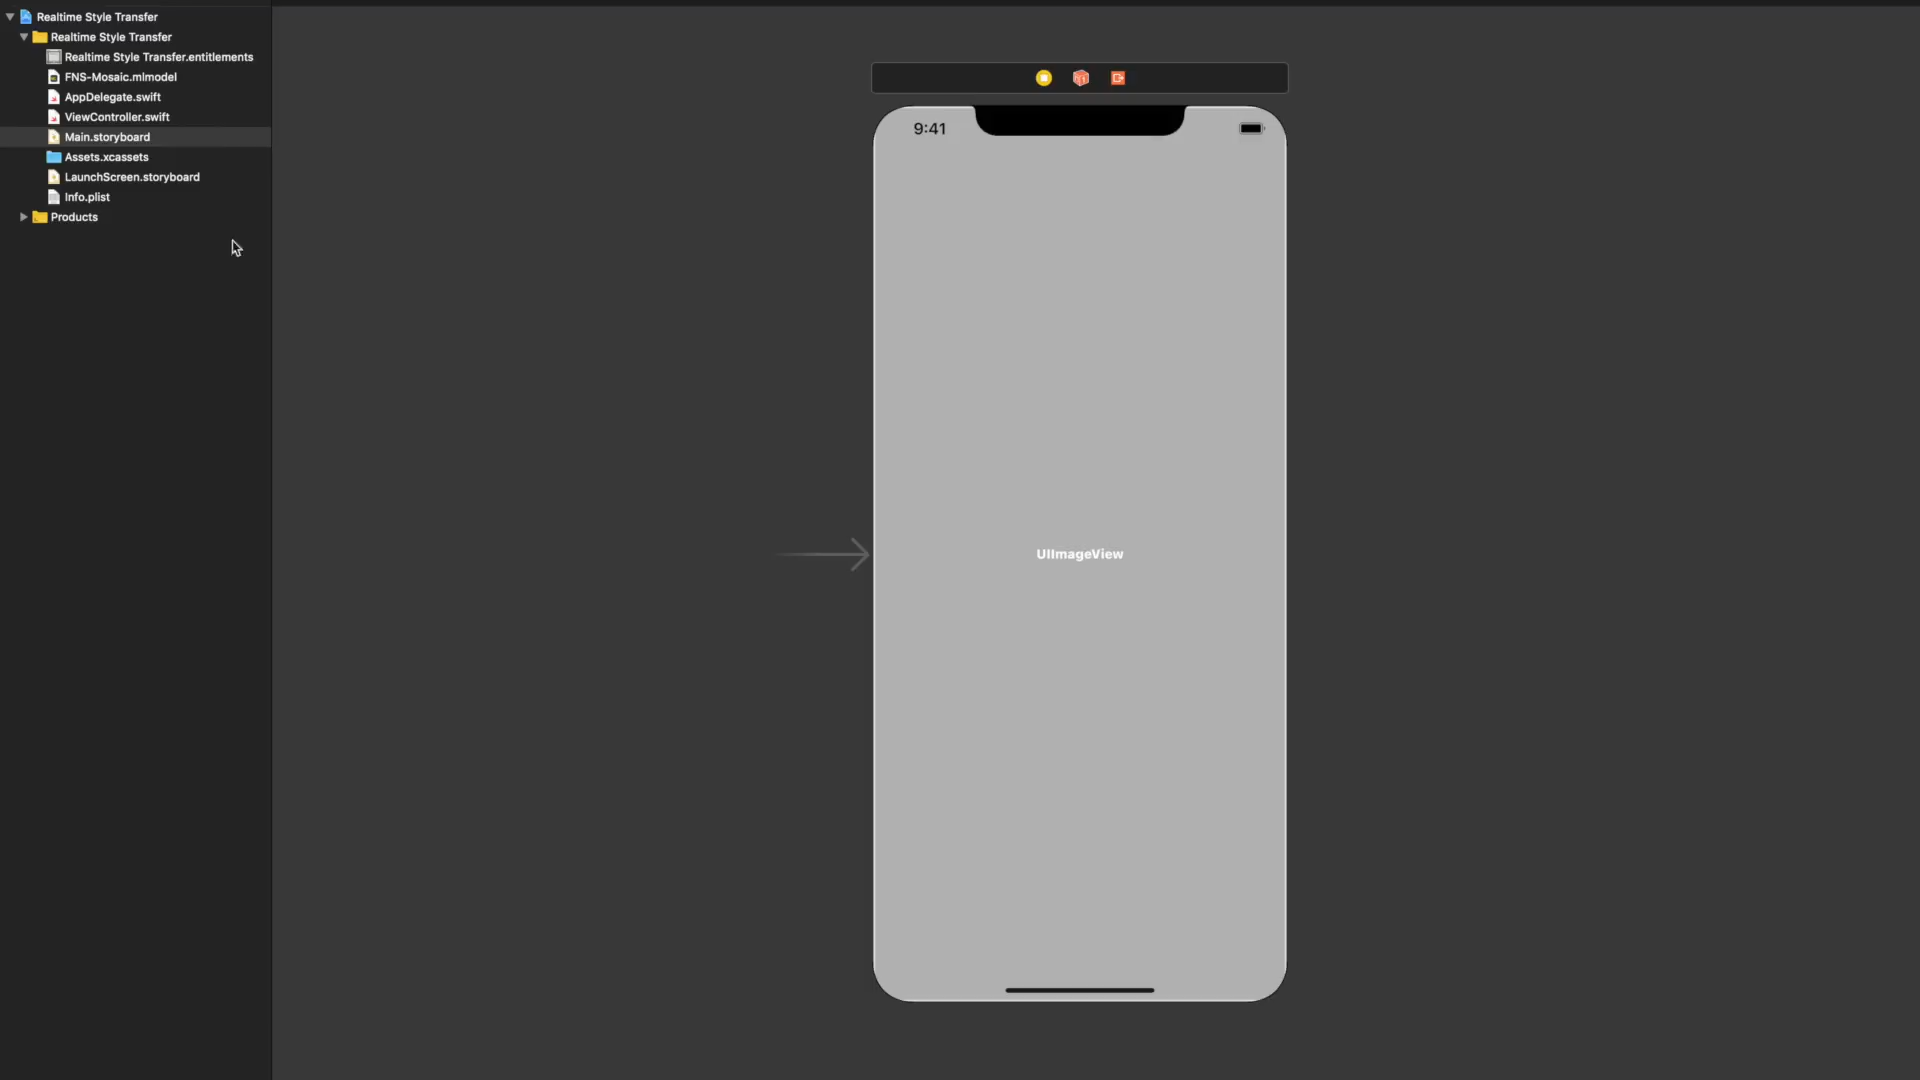 Realtime Style Transfer
Realtime Style Transfer
Realtime Style Transfer.entitlements
FNS-Mosaic.mlmodel
AppDelegate.swift
ViewController.swift
Main.storyboard
Assets.xcassets
LaunchScreen.storyboard
Info.plist
Products
9:41
UIImageView